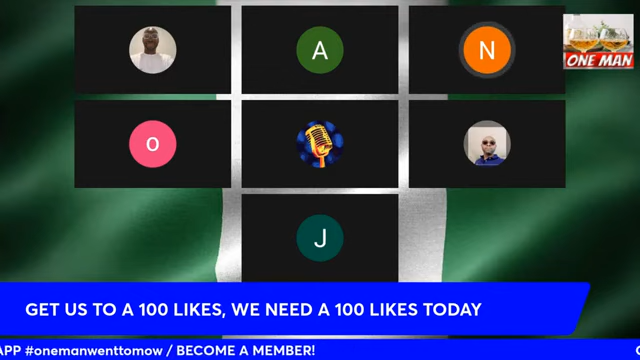 A
N
ONE MAN
O
J
GET US TO A 100 LIKES, WE NEED A 100 LIKES TODAY
APP #onemanwenttomow / BECOME A MEMBER!